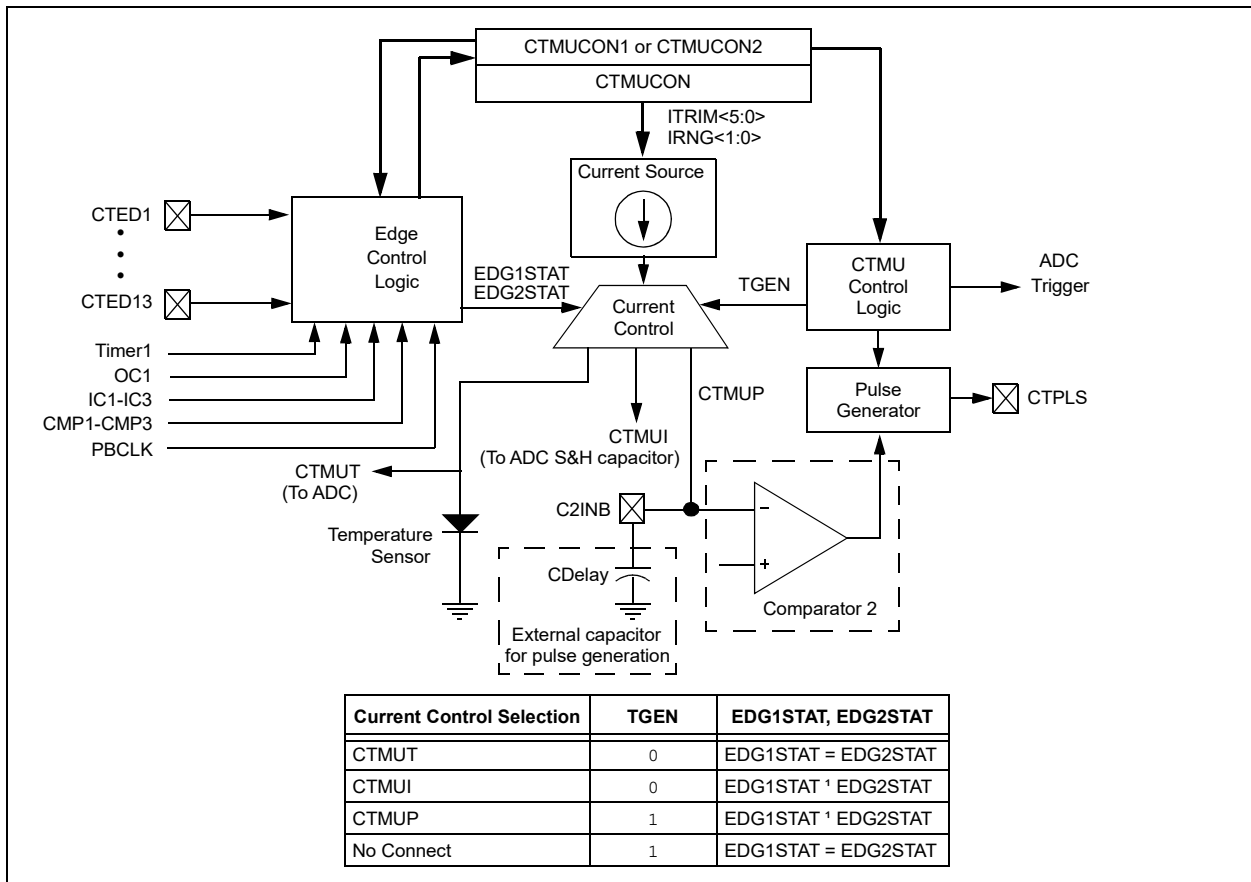 CTMUCON1 or CTMUCON2
CTMUCON
ITRIM<5:0>
IRNG<1:0>
Current Source
CTED1
CTED13
Edge
Control
Logic
EDG1STAT
EDG2STAT
Current
Control
TGEN
CTMU
Control
Logic
ADC
Trigger
Timer1
OC1
IC1-IC3
CMP1-CMP3
PBCLK
CTMUP
Pulse
Generator
CTPLS
CTMUT
(To ADC)
CTMUI
(To ADC S&H capacitor)
C2INB
Temperature
Sensor
CDelay
External capacitor
for pulse generation
–
+
Comparator 2
Current Control Selection TGEN EDG1STAT, EDG2STAT
CTMUT 0 EDG1STAT = EDG2STAT
CTMUI 0 EDG1STAT ¹ EDG2STAT
CTMUP 1 EDG1STAT ¹ EDG2STAT
No Connect 1 EDG1STAT = EDG2STAT